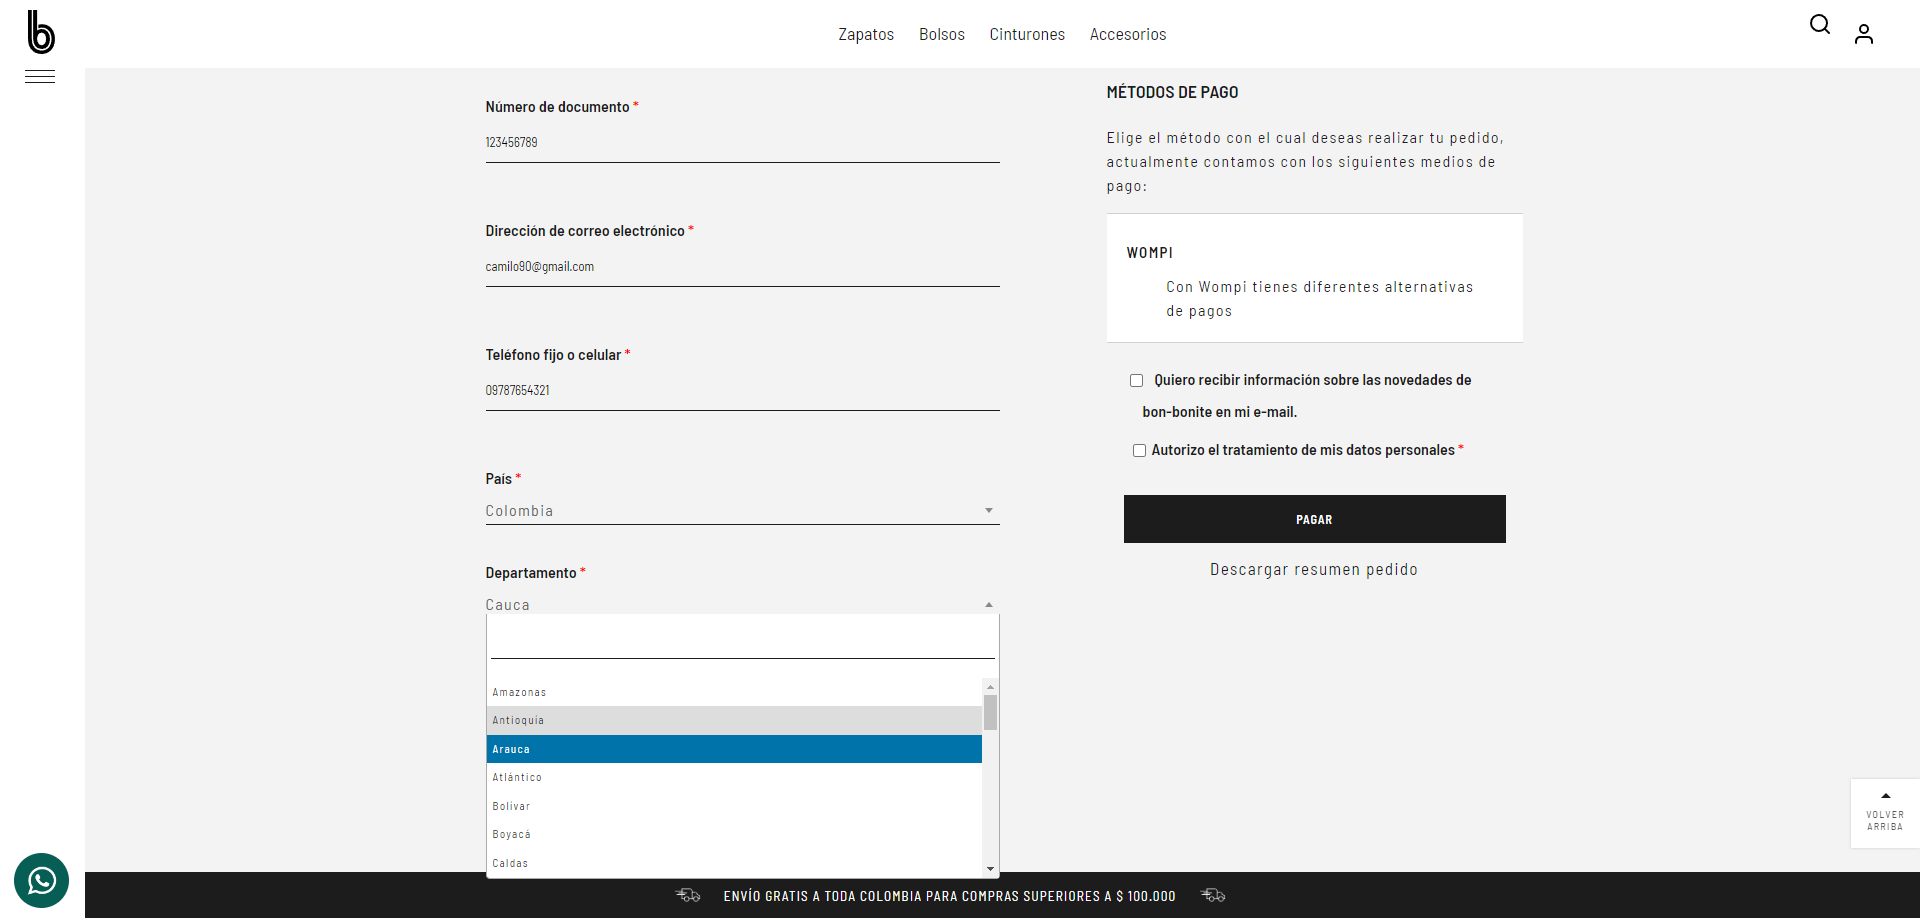 b
Zapatos Bolsos Cinturones Accesorios
Número de documento *
123456789
Dirección de correo electrónico *
camilo90@gmail.com
Teléfono fijo o celular *
09787654321
País *
Colombia
Departamento *
Cauca
Amazonas
Antioquia
Arauca
Atlántico
Bolívar
Boyacá
Caldas
MÉTODOS DE PAGO
Elige el método con el cual deseas realizar tu pedido,
actualmente contamos con los siguientes medios de
pago:
WOMPI
Con Wompi tienes diferentes alternativas
de pagos
Quiero recibir información sobre las novedades de
bon-bonite en mi e-mail.
Autorizo el tratamiento de mis datos personales *
PAGAR
Descargar resumen pedido
VOLVER
ARRIBA
ENVÍO GRATIS A TODA COLOMBIA PARA COMPRAS SUPERIORES A $ 100.000